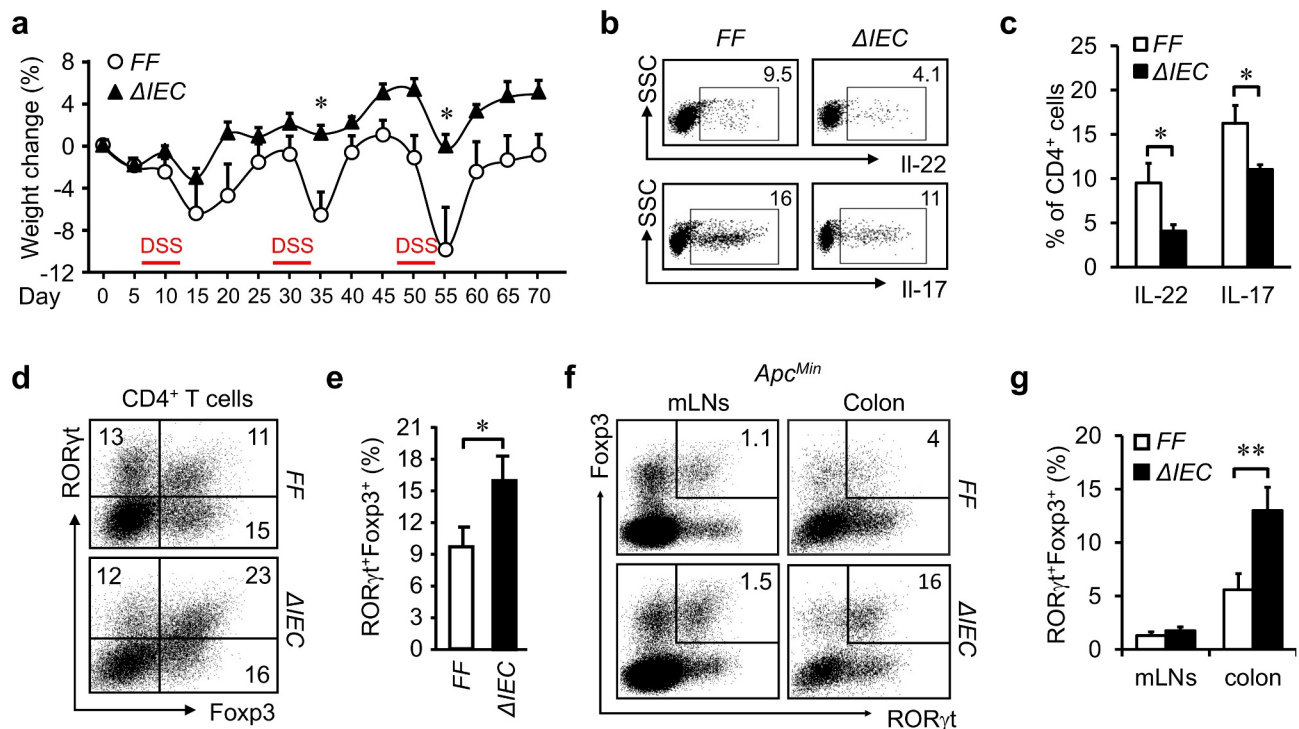 a
FF
ΔIEC
Weight change (%)
8
4
0
-4
-8
-12
* *
DSS DSS DSS
Day 0 5 10 15 20 25 30 35 40 45 50 55 60 65 70
b
FF ΔIEC
SSC 9.5 4.1
Il-22
SSC 16 11
Il-17
c
FF
ΔIEC
% of CD4⁺ cells
25
20
15
10
5
0
* *
IL-22 IL-17
d
CD4⁺ T cells
RORγt
13 11
15
FF
12 23
16
ΔIEC
Foxp3
e
RORγt⁺Foxp3⁺ (%)
21
18
15
12
9
6
3
0
*
FF ΔIEC
f
Apc^Min
mLNs Colon
Foxp3
1.1 4
FF
1.5 16
ΔIEC
RORγt
g
FF
ΔIEC
RORγt⁺Foxp3⁺ (%)
20
15
10
5
0
**
mLNs colon